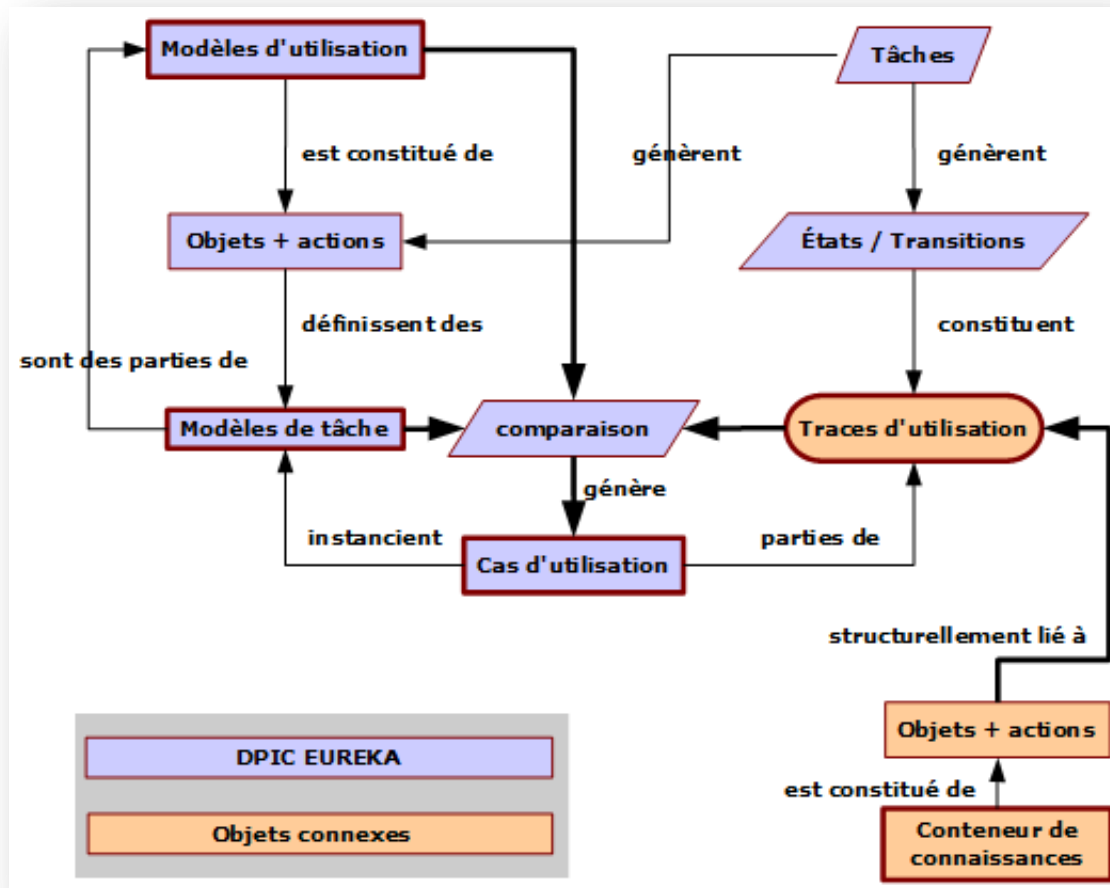 Modèles d'utilisation
Tâches
est constitué de
génèrent
génèrent
Objets + actions
États / Transitions
définissent des
constituent
sont des parties de
Modèles de tâche
comparaison
Traces d'utilisation
génère
instancient
parties de
Cas d'utilisation
structurellement lié à
Objets + actions
DPIC EUREKA
est constitué de
Objets connexes
Conteneur de
connaissances